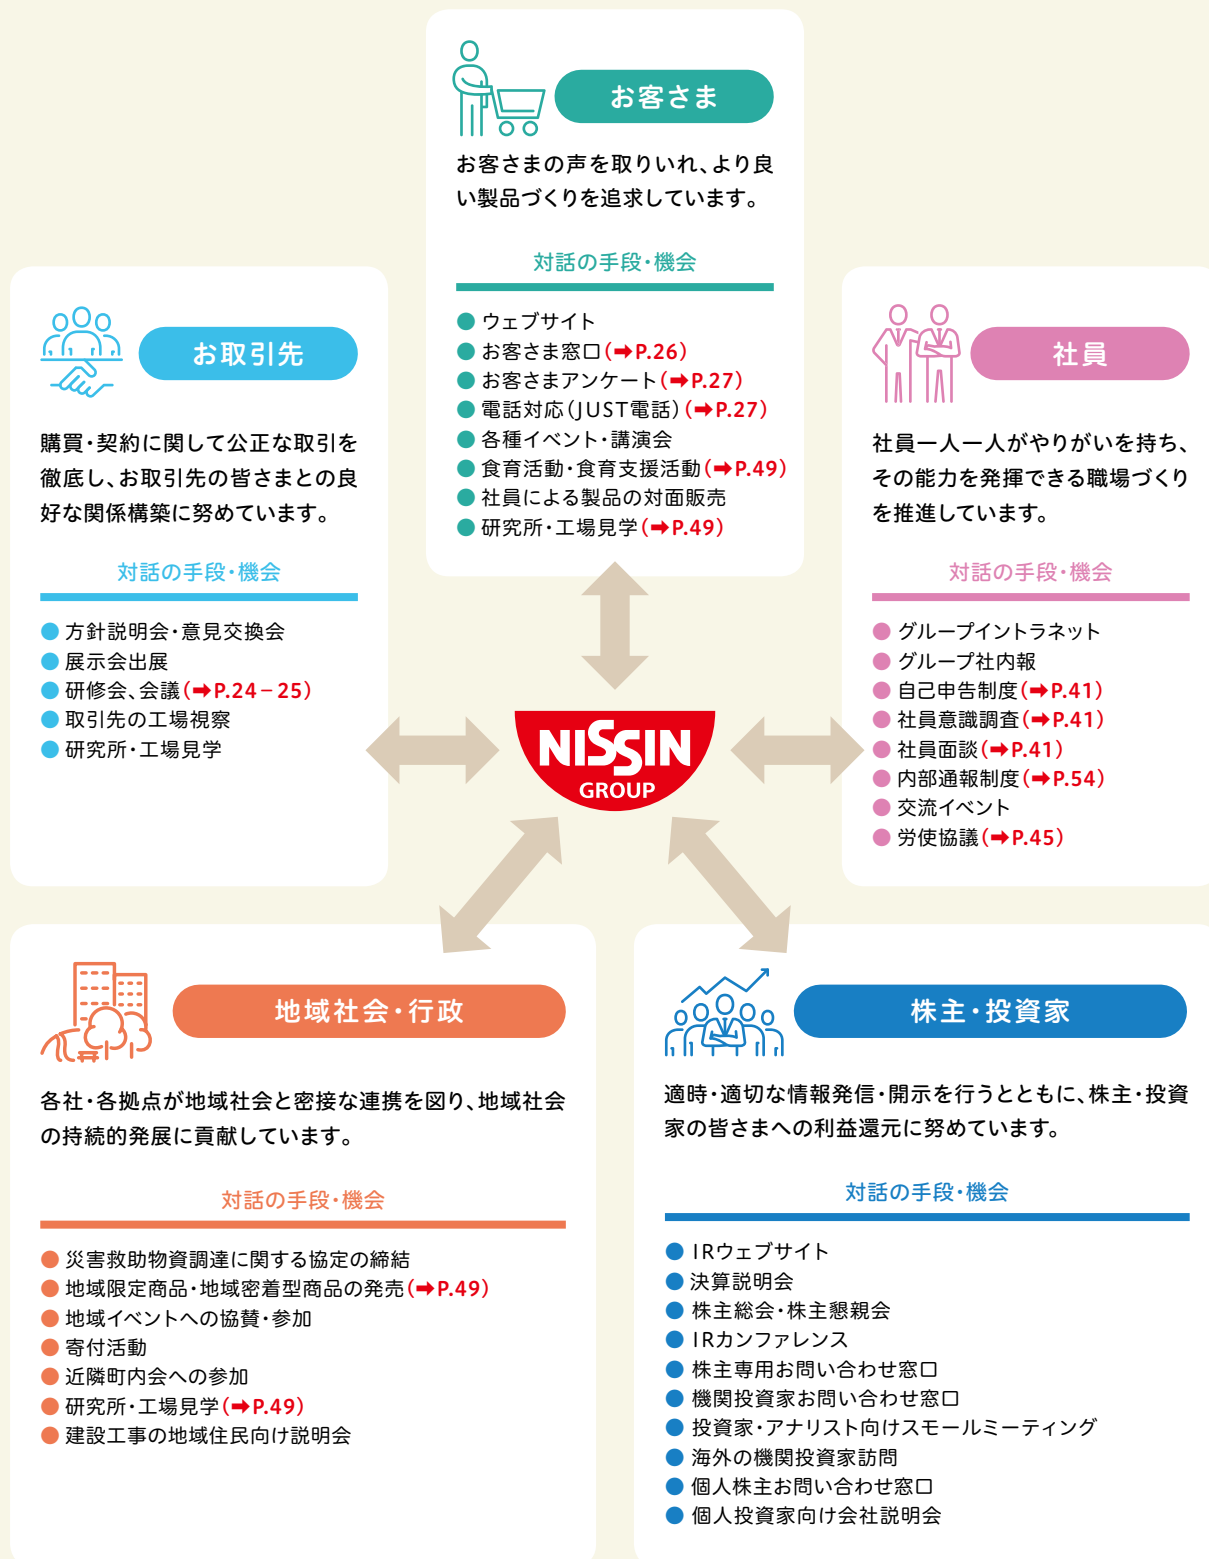 お客さま
お客さまの声を取りいれ、より良
い製品づくりを追求しています。
対話の手段・機会
● ウェブサイト
● お客さま窓口(➡P.26)
● お客さまアンケート(➡P.27)
● 電話対応(JUST電話)(➡P.27)
● 各種イベント・講演会
● 食育活動・食育支援活動(➡P.49)
● 社員による製品の対面販売
● 研究所・工場見学(➡P.49)
お取引先
購買・契約に関して公正な取引を
徹底し、お取引先の皆さまとの良
好な関係構築に努めています。
対話の手段・機会
● 方針説明会・意見交換会
● 展示会出展
● 研修会、会議(➡P.24−25)
● 取引先の工場視察
● 研究所・工場見学
社員
社員一人一人がやりがいを持ち、
その能力を発揮できる職場づくり
を推進しています。
対話の手段・機会
● グループイントラネット
● グループ社内報
● 自己申告制度(➡P.41)
● 社員意識調査(➡P.41)
● 社員面談(➡P.41)
● 内部通報制度(➡P.54)
● 交流イベント
● 労使協議(➡P.45)
NISSIN
GROUP
地域社会・行政
各社・各拠点が地域社会と密接な連携を図り、地域社会
の持続的発展に貢献しています。
対話の手段・機会
● 災害救助物資調達に関する協定の締結
● 地域限定商品・地域密着型商品の発売(➡P.49)
● 地域イベントへの協賛・参加
● 寄付活動
● 近隣町内会への参加
● 研究所・工場見学(➡P.49)
● 建設工事の地域住民向け説明会
株主・投資家
適時・適切な情報発信・開示を行うとともに、株主・投資
家の皆さまへの利益還元に努めています。
対話の手段・機会
● IRウェブサイト
● 決算説明会
● 株主総会・株主懇親会
● IRカンファレンス
● 株主専用お問い合わせ窓口
● 機関投資家お問い合わせ窓口
● 投資家・アナリスト向けスモールミーティング
● 海外の機関投資家訪問
● 個人株主お問い合わせ窓口
● 個人投資家向け会社説明会